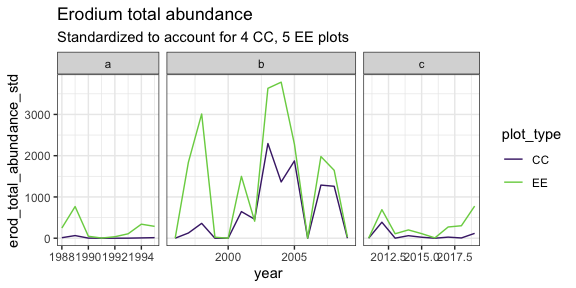 Erodium total abundance
Standardized to account for 4 CC, 5 EE plots
a b c
erod_total_abundance_std
3000
2000
1000
0
1988 1990 1992 1994 2000 2005 2012.5 2015.0 2017.5
year
plot_type
CC
EE